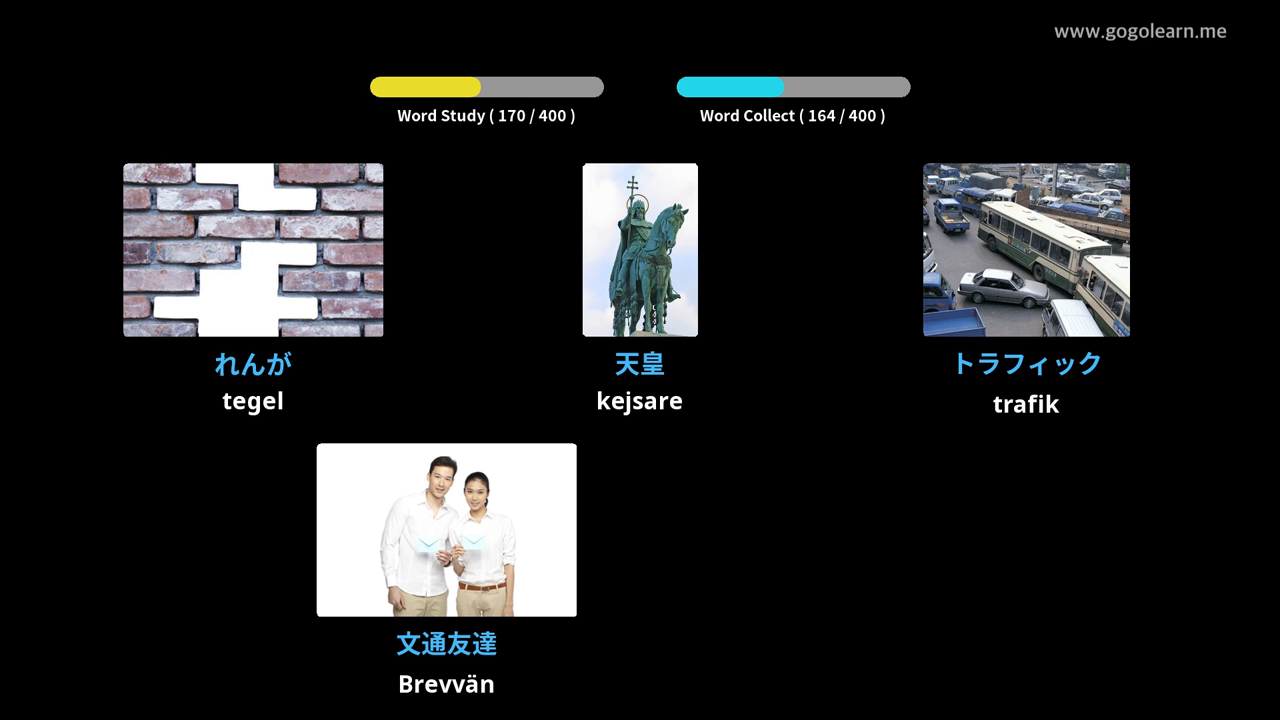 www.gogolearn.me
Word Study ( 170 / 400 )
Word Collect ( 164 / 400 )
れんが
tegel
天皇
kejsare
トラフィック
trafik
文通友達
Brevvän